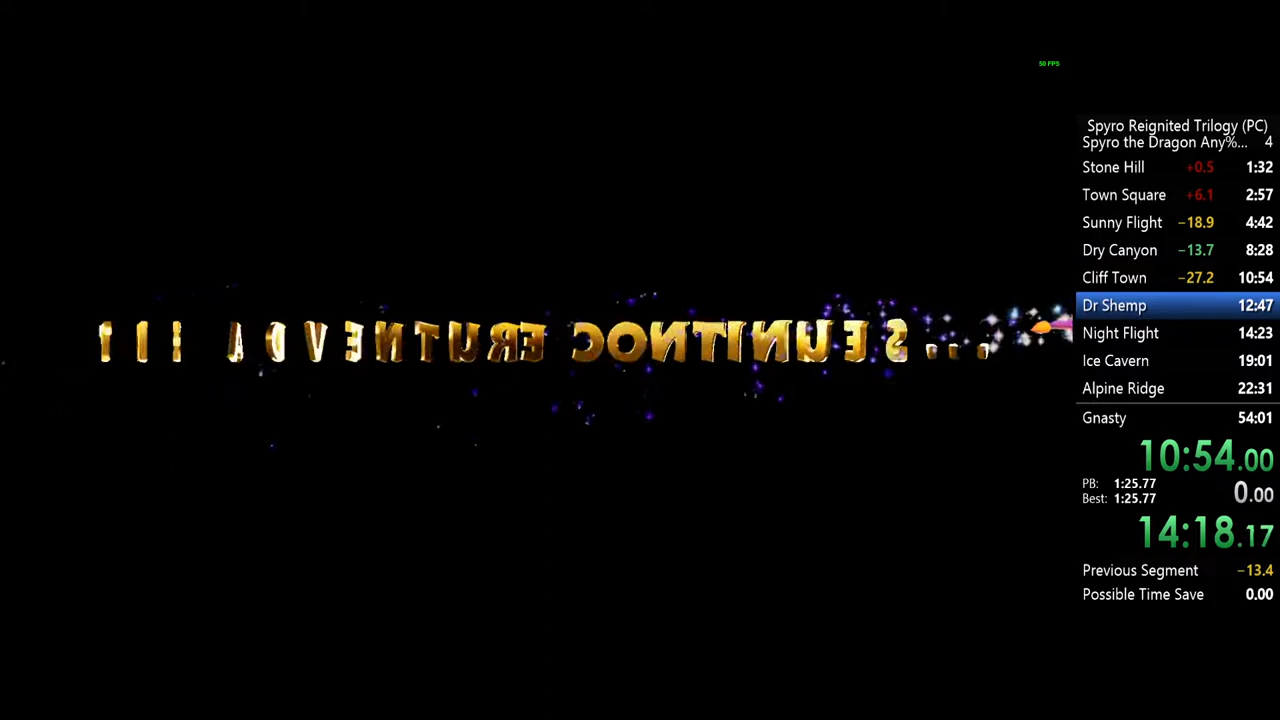 50 FPS
THE ADVENTURE CONTINUES...
Spyro Reignited Trilogy (PC)
Spyro the Dragon Any%... 4
Stone Hill +0.5 1:32
Town Square +6.1 2:57
Sunny Flight −18.9 4:42
Dry Canyon −13.7 8:28
Cliff Town −27.2 10:54
Dr Shemp 12:47
Night Flight 14:23
Ice Cavern 19:01
Alpine Ridge 22:31
Gnasty 54:01
10:54.00
PB: 1:25.77 0.00
Best: 1:25.77
14:18.17
Previous Segment −13.4
Possible Time Save 0.00